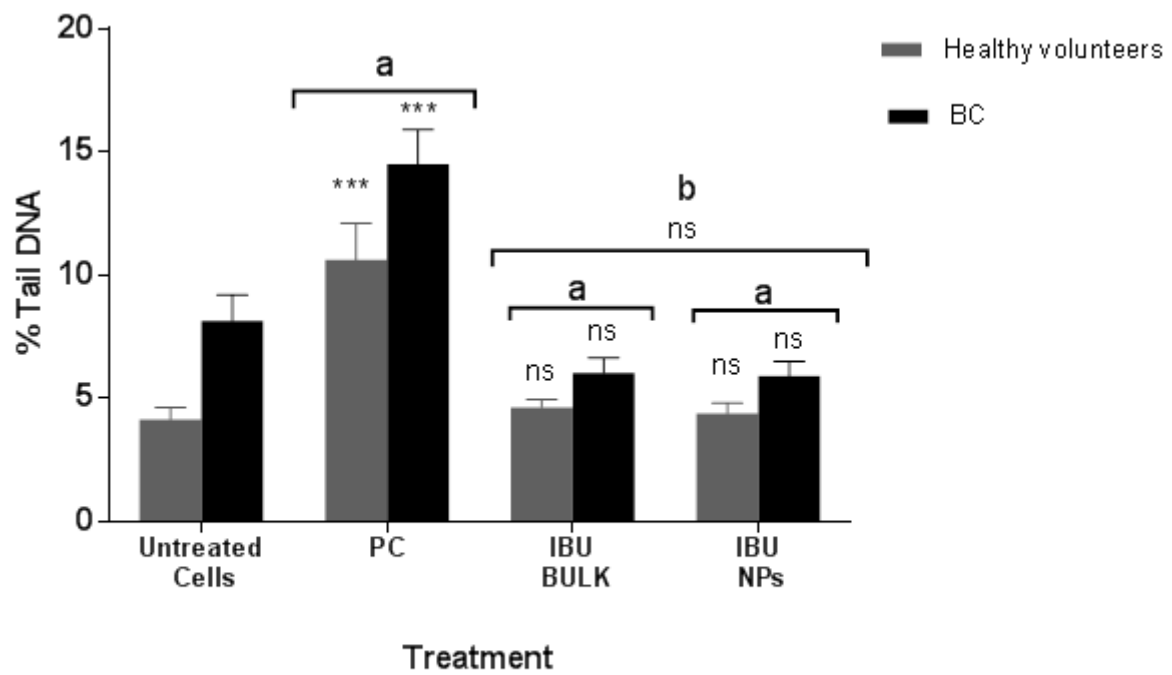 20
Healthy volunteers
a
***
BC
15
***
b
ns
% Tail DNA
10
a
a
ns
ns
ns
ns
5
0
Untreated
Cells
PC
IBU
BULK
IBU
NPs
Treatment